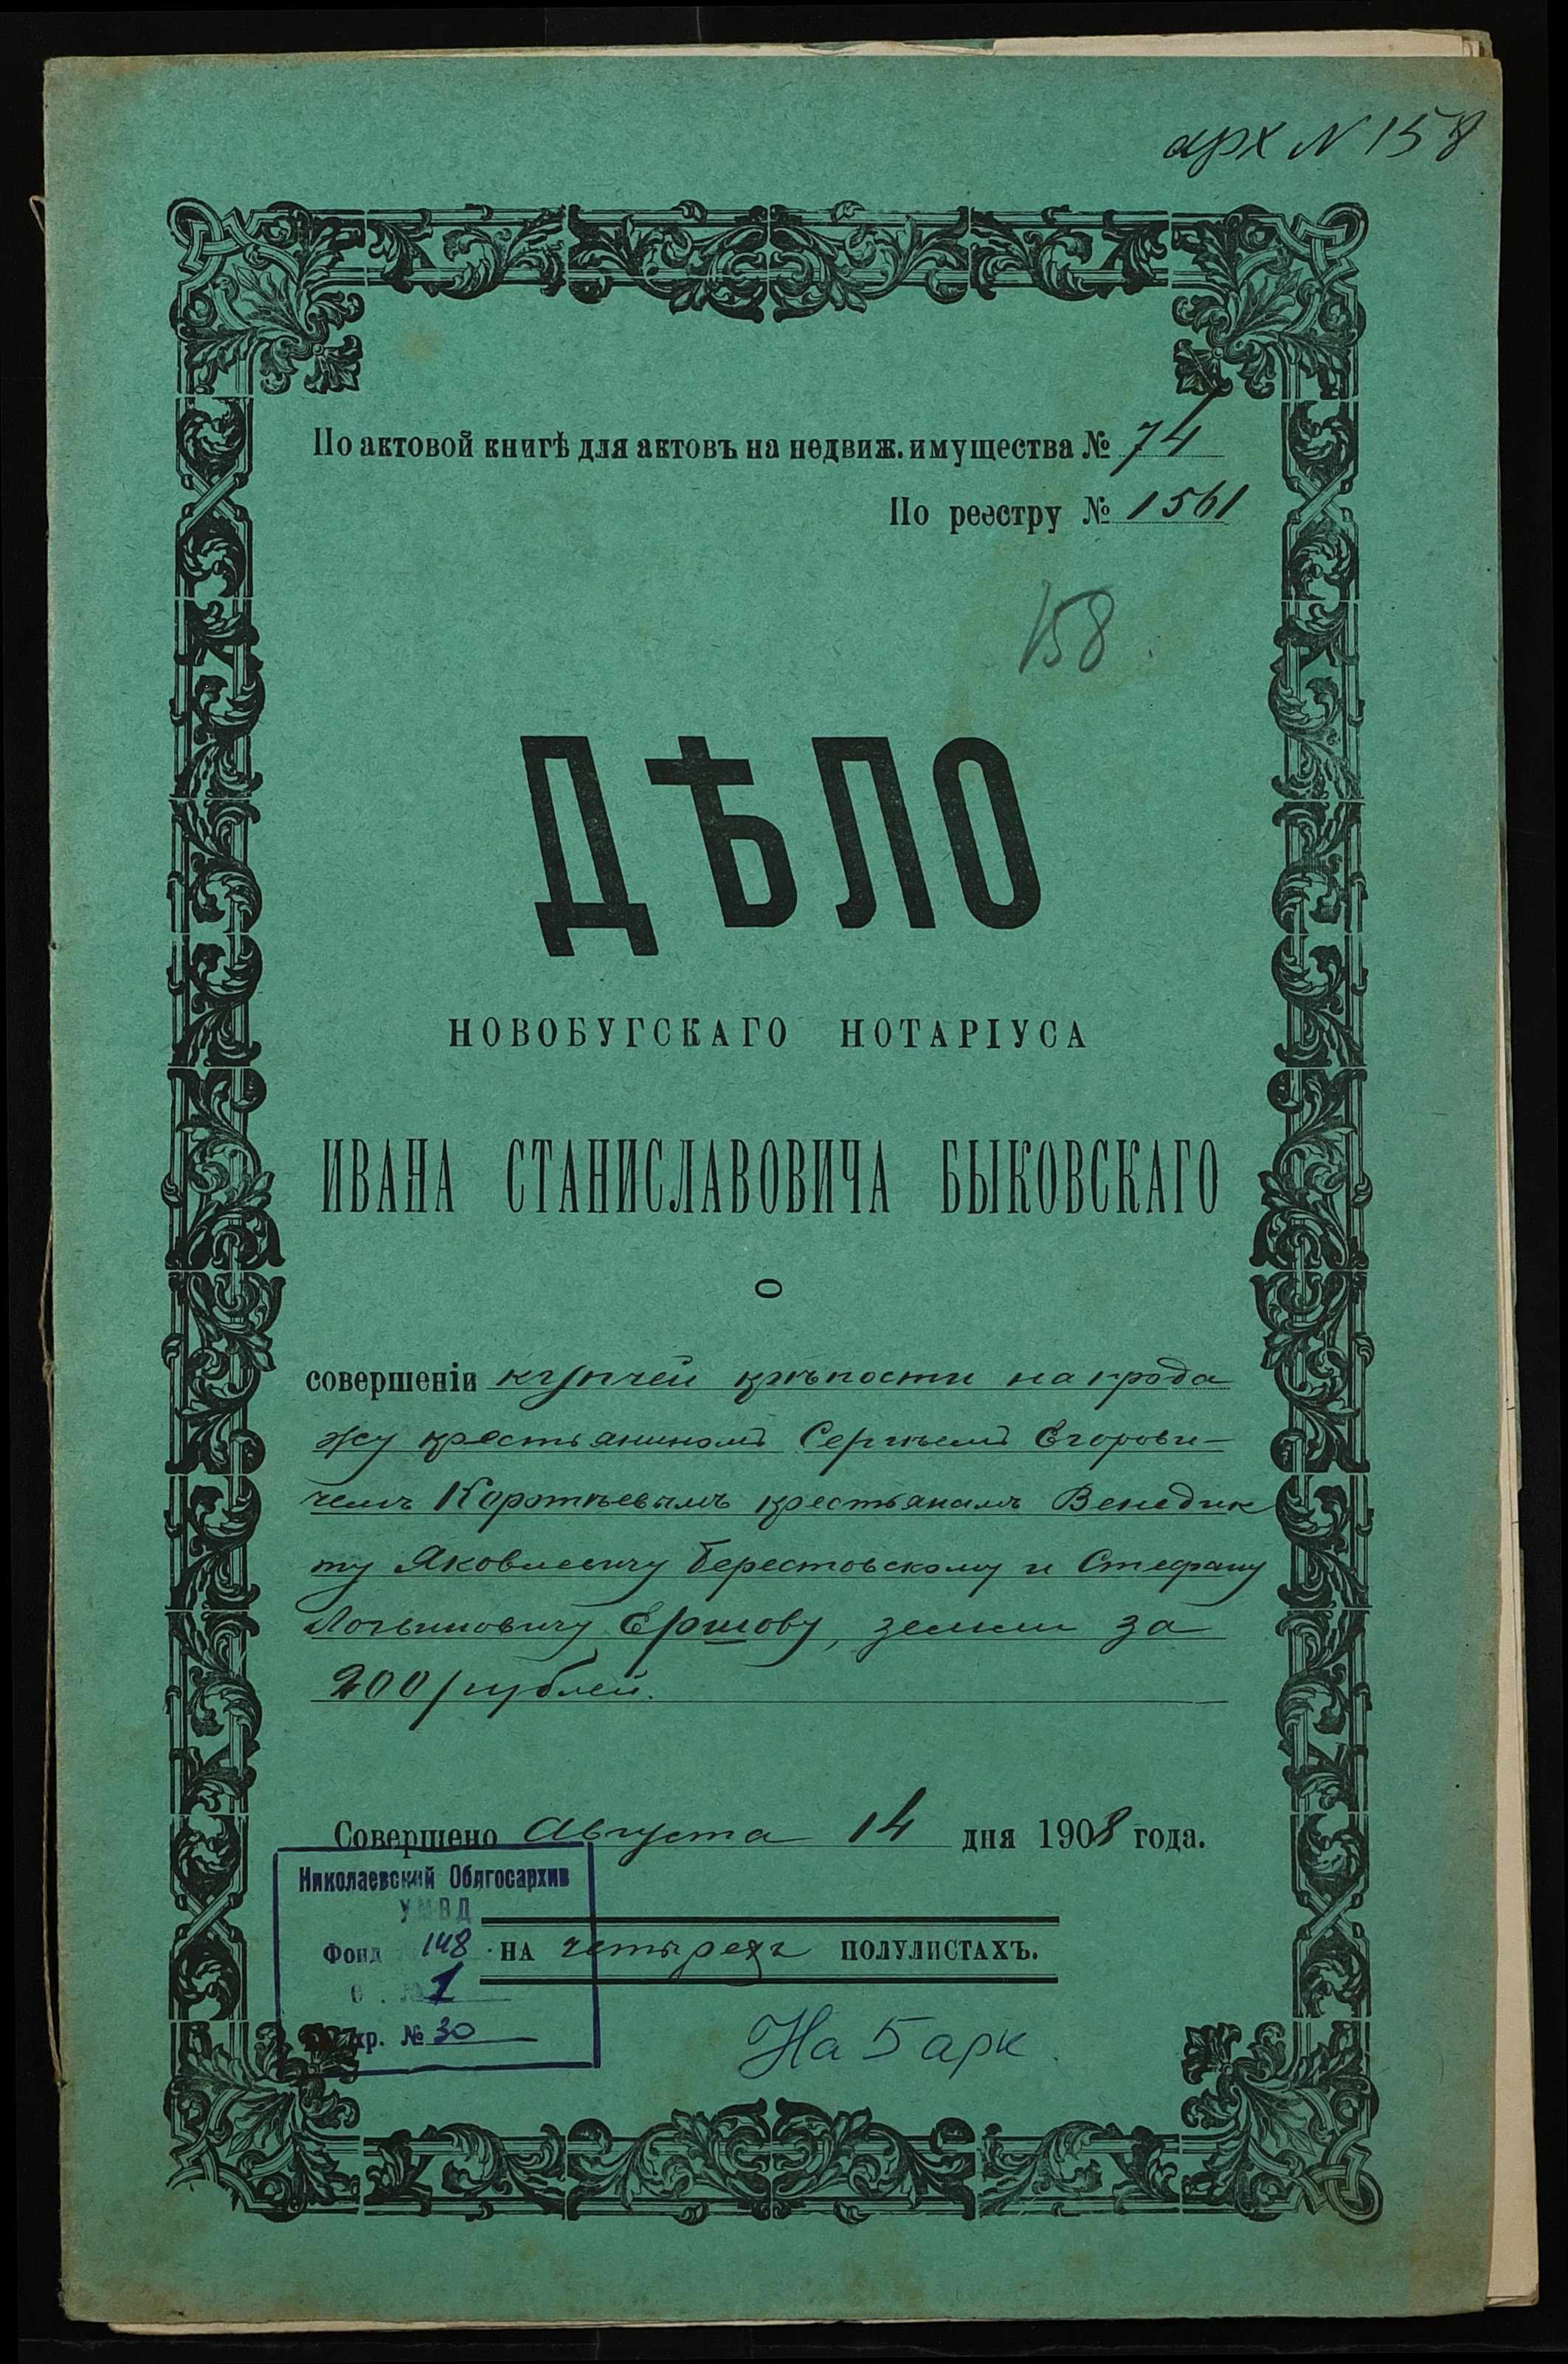 арх N 158
По актовой книгѣ для актовъ на недвиж. имущества № 74
По реестру № 1561
158
ДѢЛО
НОВОБУГСКАГО НОТАРІУСА
ИВАНА СТАНИСЛАВОВИЧА БЫКОВСКАГО
О
совершеніи купчей крѣпости на прода
жу крестьяниномъ Сергѣемъ Егорови-
чемъ Коротѣевымъ крестьянамъ Венедик
ту Яковлевичу Берестовскому и Стефану
Логвиновичу Ершову, земли за
200 рублей.
Совершено Августа 14 дня 1908 года.
Николаевский Облгосархив
УМВД
Фонд 148
НА четырехъ ПОЛУЛИСТАХЪ.
1
хр. № 30
На 5 арк.